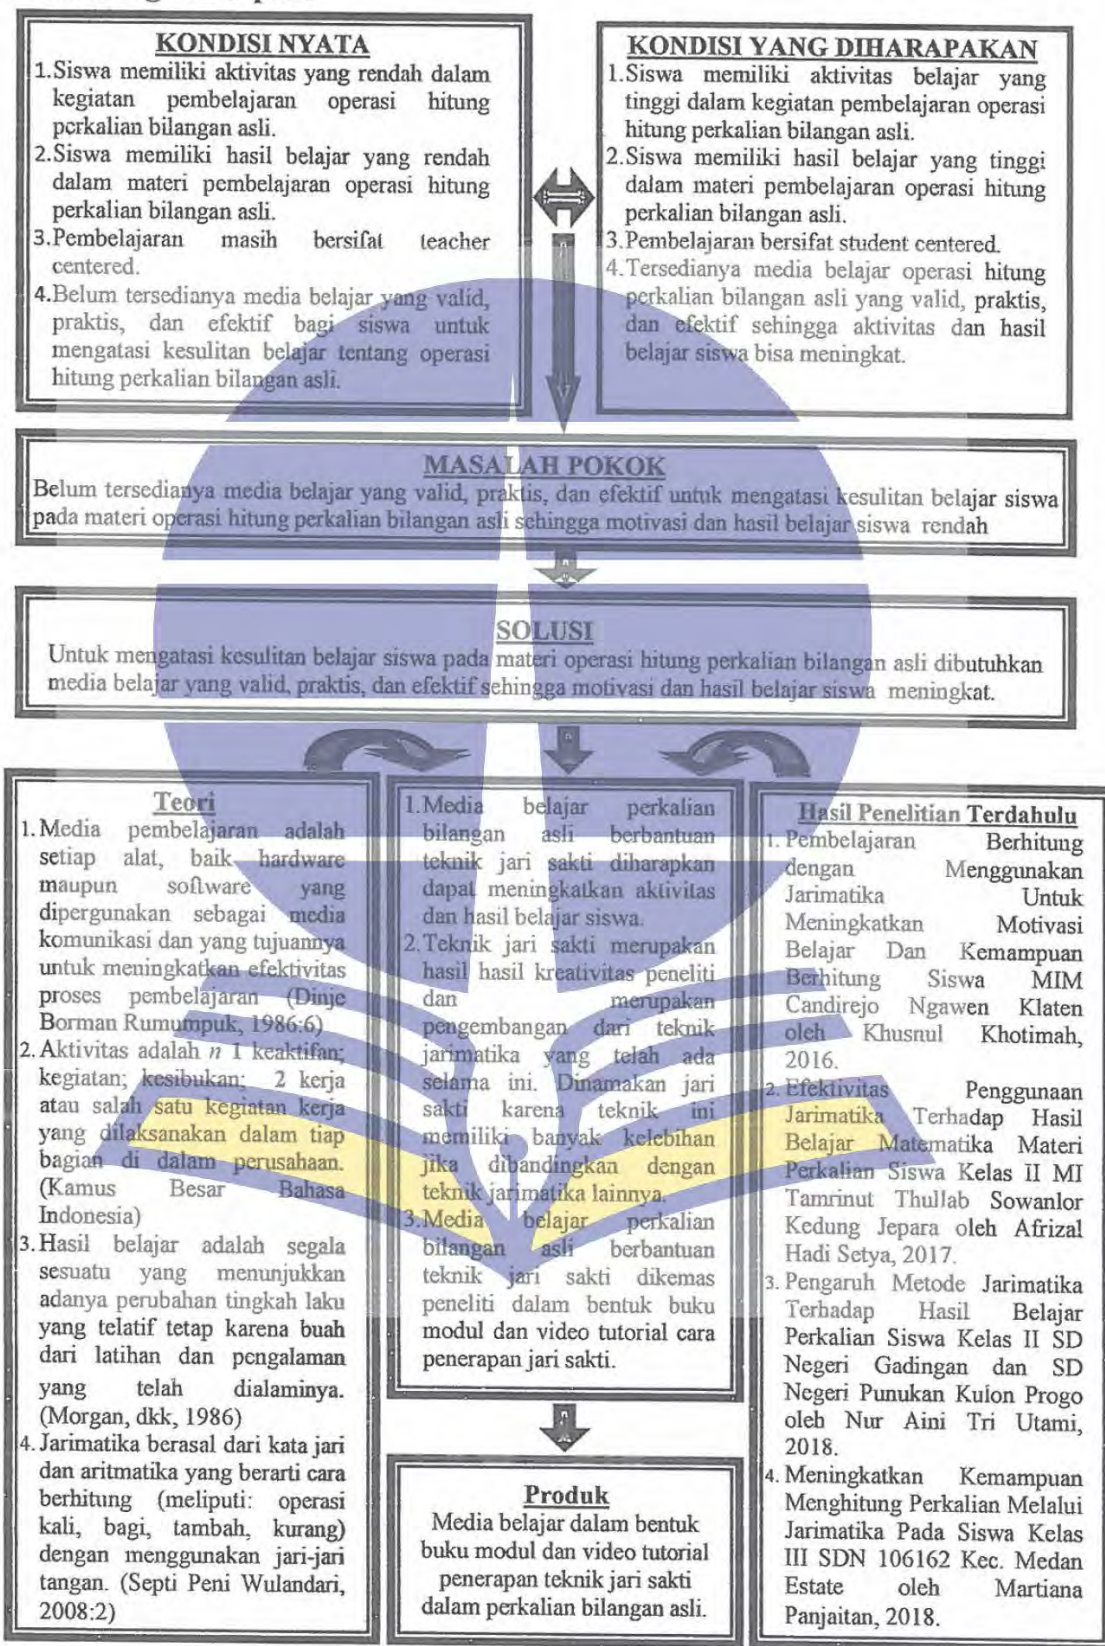 KONDISI NYATA
1.Siswa memiliki aktivitas yang rendah dalam
kegiatan pembelajaran operasi hitung
perkalian bilangan asli.
2.Siswa memiliki hasil belajar yang rendah
dalam materi pembelajaran operasi hitung
perkalian bilangan asli.
3.Pembelajaran masih bersifat teacher
centered.
4.Belum tersedianya media belajar yang valid,
praktis, dan efektif bagi siswa untuk
mengatasi kesulitan belajar tentang operasi
hitung perkalian bilangan asli.
KONDISI YANG DIHARAPAKAN
1.Siswa memiliki aktivitas belajar yang
tinggi dalam kegiatan pembelajaran operasi
hitung perkalian bilangan asli.
2.Siswa memiliki hasil belajar yang tinggi
dalam materi pembelajaran operasi hitung
perkalian bilangan asli.
3.Pembelajaran bersifat student centered.
4.Tersedianya media belajar operasi hitung
perkalian bilangan asli yang valid, praktis,
dan efektif sehingga aktivitas dan hasil
belajar siswa bisa meningkat.
MASALAH POKOK
Belum tersedianya media belajar yang valid, praktis, dan efektif untuk mengatasi kesulitan belajar siswa
pada materi operasi hitung perkalian bilangan asli sehingga motivasi dan hasil belajar siswa rendah
SOLUSI
Untuk mengatasi kesulitan belajar siswa pada materi operasi hitung perkalian bilangan asli dibutuhkan
media belajar yang valid, praktis, dan efektif sehingga motivasi dan hasil belajar siswa meningkat.
Teori
1. Media pembelajaran adalah
setiap alat, baik hardware
maupun software yang
dipergunakan sebagai media
komunikasi dan yang tujuannya
untuk meningkatkan efektivitas
proses pembelajaran (Dinje
Borman Rumumpuk, 1986:6)
2. Aktivitas adalah n 1 keaktifan;
kegiatan; kesibukan; 2 kerja
atau salah satu kegiatan kerja
yang dilaksanakan dalam tiap
bagian di dalam perusahaan.
(Kamus Besar Bahasa
Indonesia)
3. Hasil belajar adalah segala
sesuatu yang menunjukkan
adanya perubahan tingkah laku
yang telatif tetap karena buah
dari latihan dan pengalaman
yang telah dialaminya.
(Morgan, dkk, 1986)
4. Jarimatika berasal dari kata jari
dan aritmatika yang berarti cara
berhitung (meliputi: operasi
kali, bagi, tambah, kurang)
dengan menggunakan jari-jari
tangan. (Septi Peni Wulandari,
2008:2)
1.Media belajar perkalian
bilangan asli berbantuan
teknik jari sakti diharapkan
dapat meningkatkan aktivitas
dan hasil belajar siswa.
2.Teknik jari sakti merupakan
hasil hasil kreativitas peneliti
dan merupakan
pengembangan dari teknik
jarimatika yang telah ada
selama ini. Dinamakan jari
sakti karena teknik ini
memiliki banyak kelebihan
jika dibandingkan dengan
teknik jarimatika lainnya.
3.Media belajar perkalian
bilangan asli berbantuan
teknik jari sakti dikemas
peneliti dalam bentuk buku
modul dan video tutorial cara
penerapan jari sakti.
Produk
Media belajar dalam bentuk
buku modul dan video tutorial
penerapan teknik jari sakti
dalam perkalian bilangan asli.
Hasil Penelitian Terdahulu
1. Pembelajaran Berhitung
dengan Menggunakan
Jarimatika Untuk
Meningkatkan Motivasi
Belajar Dan Kemampuan
Berhitung Siswa MIM
Candirejo Ngawen Klaten
oleh Khusnul Khotimah,
2016.
2. Efektivitas Penggunaan
Jarimatika Terhadap Hasil
Belajar Matematika Materi
Perkalian Siswa Kelas II MI
Tamrinut Thullab Sowanlor
Kedung Jepara oleh Afrizal
Hadi Setya, 2017.
3. Pengaruh Metode Jarimatika
Terhadap Hasil Belajar
Perkalian Siswa Kelas II SD
Negeri Gadingan dan SD
Negeri Punukan Kulon Progo
oleh Nur Aini Tri Utami,
2018.
4. Meningkatkan Kemampuan
Menghitung Perkalian Melalui
Jarimatika Pada Siswa Kelas
III SDN 106162 Kec. Medan
Estate oleh Martiana
Panjaitan, 2018.